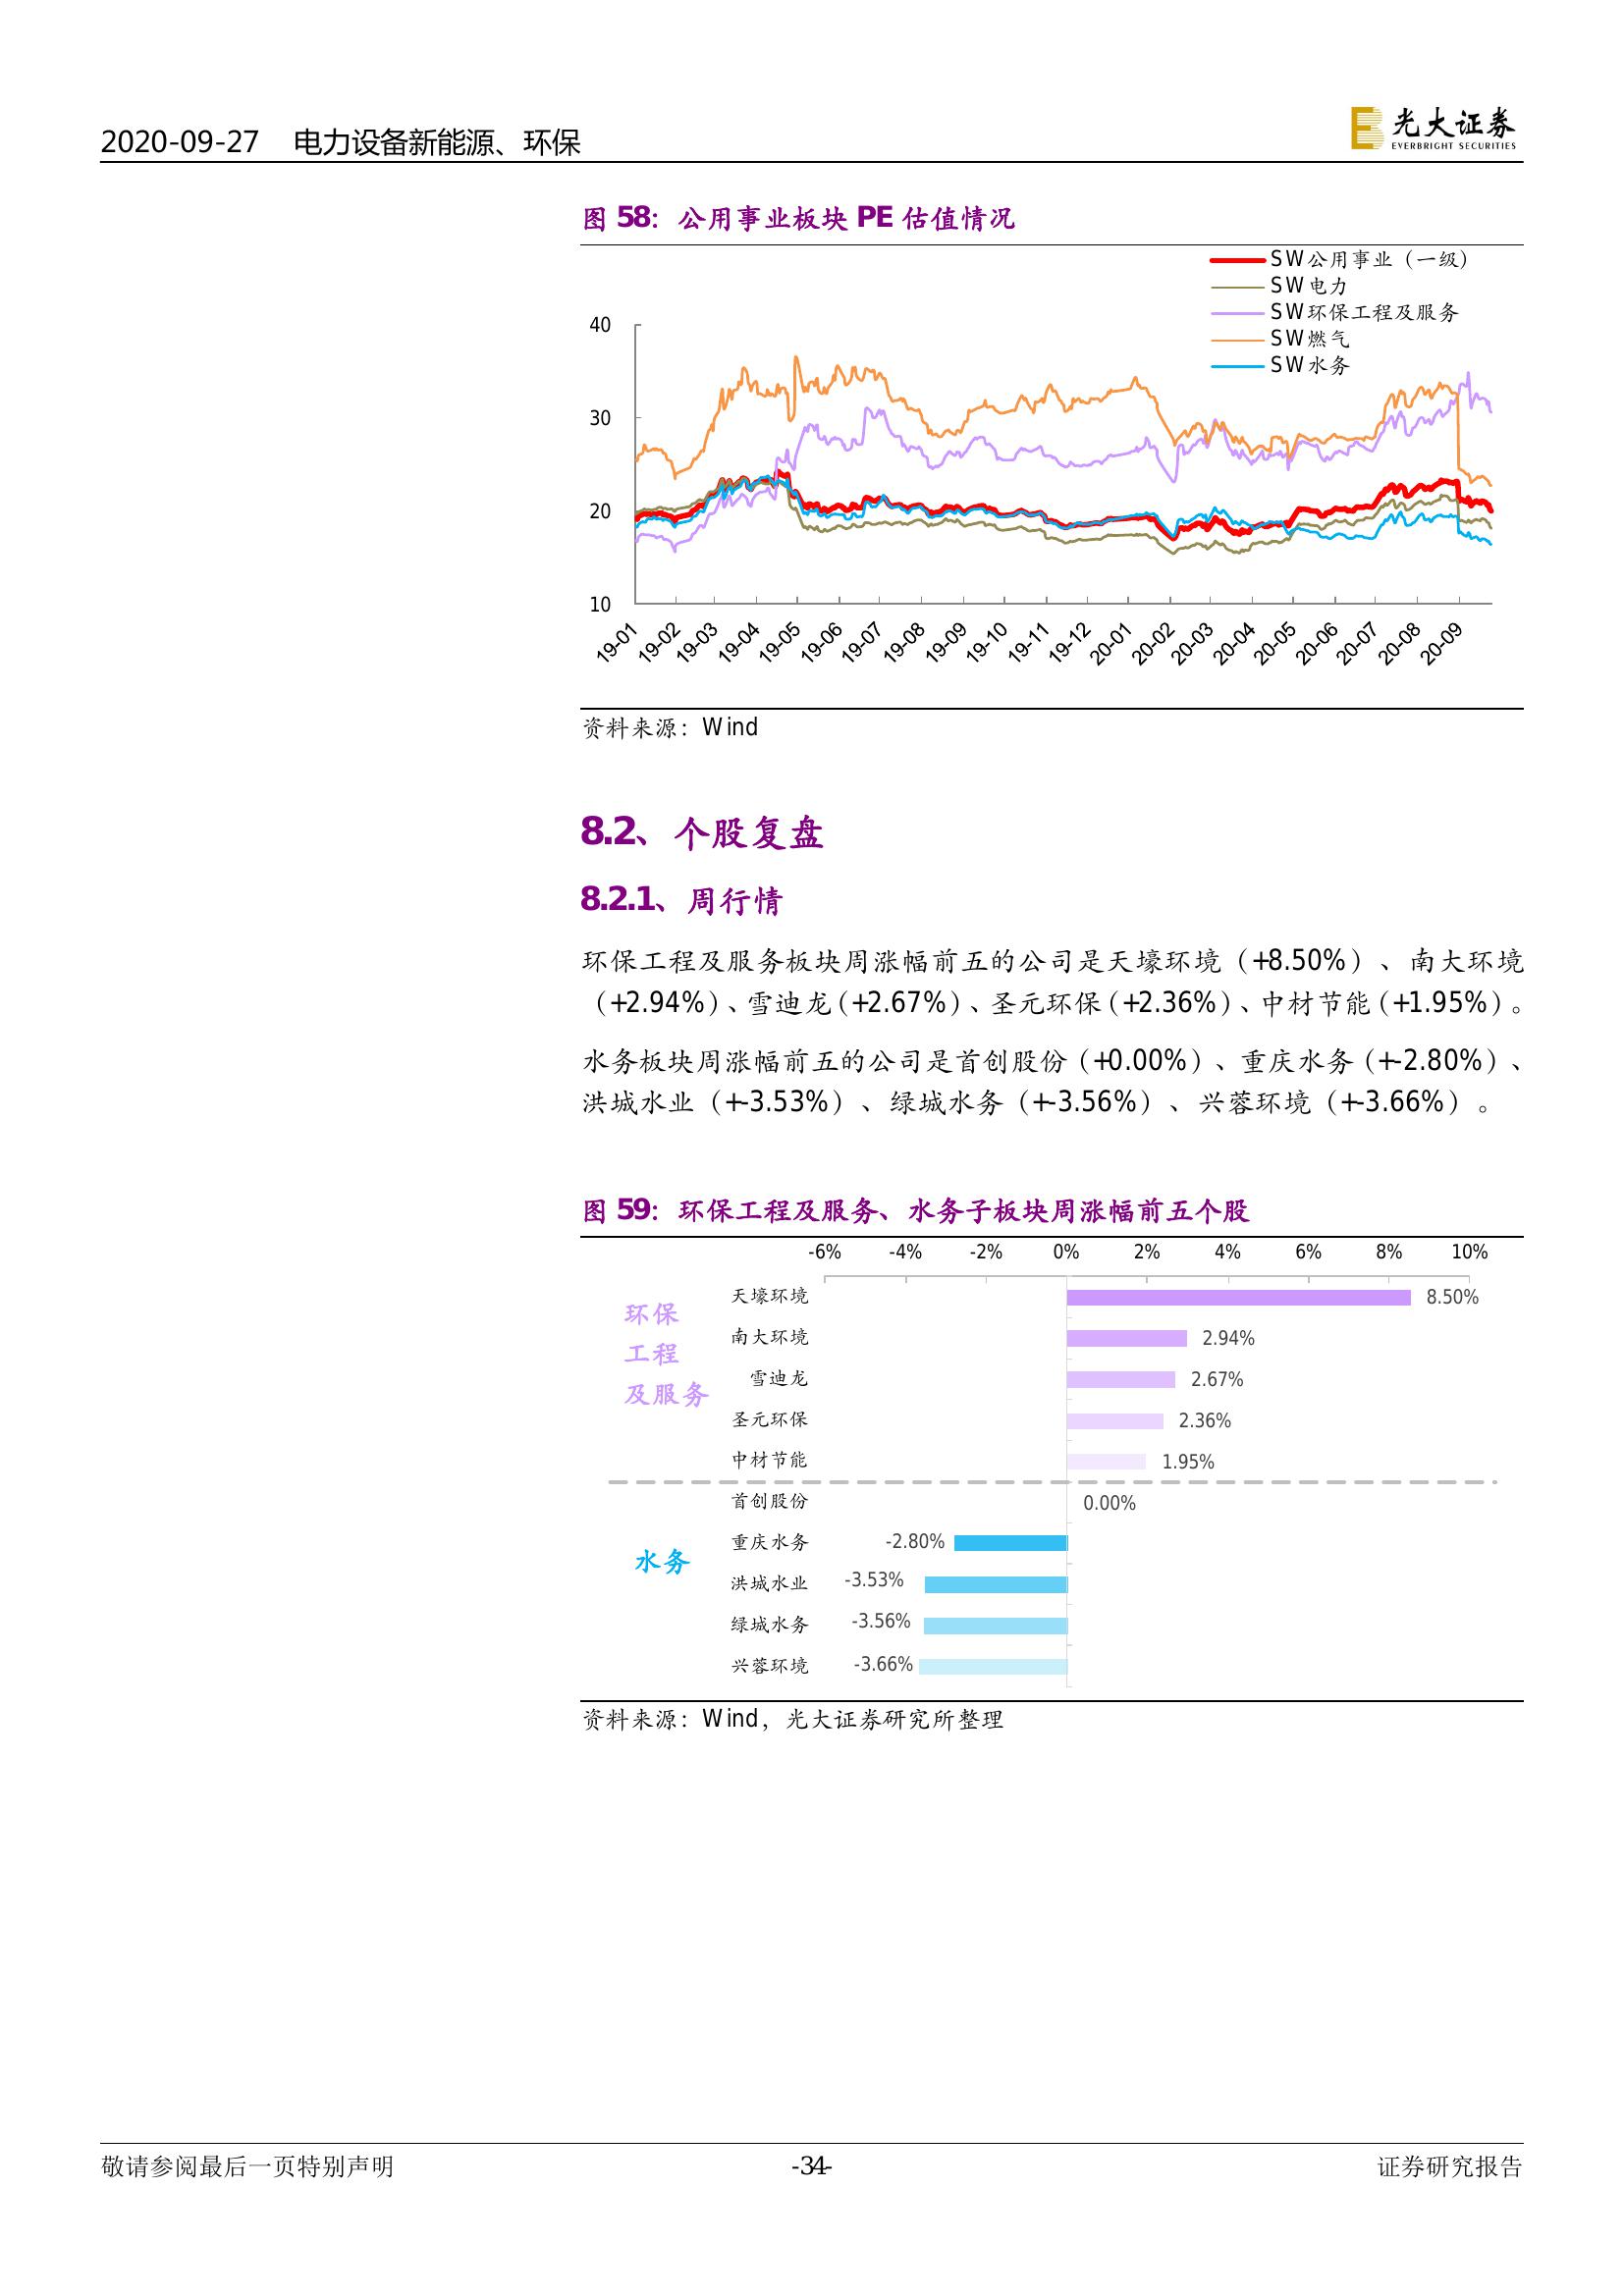 2020-09-27 电力设备新能源、环保
光大证券
EVERBRIGHT SECURITIES
图 58：公用事业板块 PE 估值情况
SW公用事业（一级）
SW电力
SW环保工程及服务
SW燃气
SW水务
40
30
20
10
19-01 19-02 19-03 19-04 19-05 19-06 19-07 19-08 19-09 19-10 19-11 19-12 20-01 20-02 20-03 20-04 20-05 20-06 20-07 20-08 20-09
资料来源：Wind
8.2、个股复盘
8.2.1、周行情
环保工程及服务板块周涨幅前五的公司是天壕环境（+8.50%）、南大环境
（+2.94%）、雪迪龙（+2.67%）、圣元环保（+2.36%）、中材节能（+1.95%）。
水务板块周涨幅前五的公司是首创股份（+0.00%）、重庆水务（+-2.80%）、
洪城水业（+-3.53%）、绿城水务（+-3.56%）、兴蓉环境（+-3.66%）。
图 59：环保工程及服务、水务子板块周涨幅前五个股
-6% -4% -2% 0% 2% 4% 6% 8% 10%
环保
工程
及服务
天壕环境 8.50%
南大环境 2.94%
雪迪龙 2.67%
圣元环保 2.36%
中材节能 1.95%
水务
首创股份 0.00%
重庆水务 -2.80%
洪城水业 -3.53%
绿城水务 -3.56%
兴蓉环境 -3.66%
资料来源：Wind，光大证券研究所整理
敬请参阅最后一页特别声明 -34- 证券研究报告